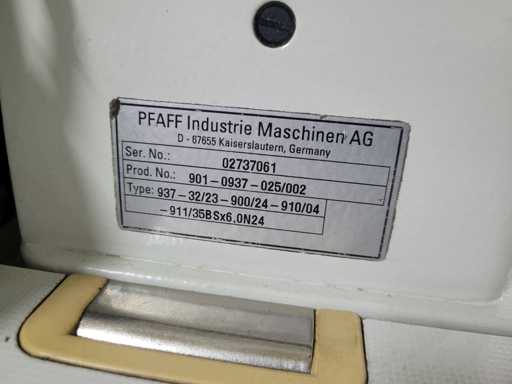 PFAFF Industrie Maschinen AG
D - 67655 Kaiserslautern, Germany
Ser. No.: 02737061
Prod. No.: 901-0937-025/002
Type: 937-32/23-900/24-910/04
-911/35BSx6,0N24